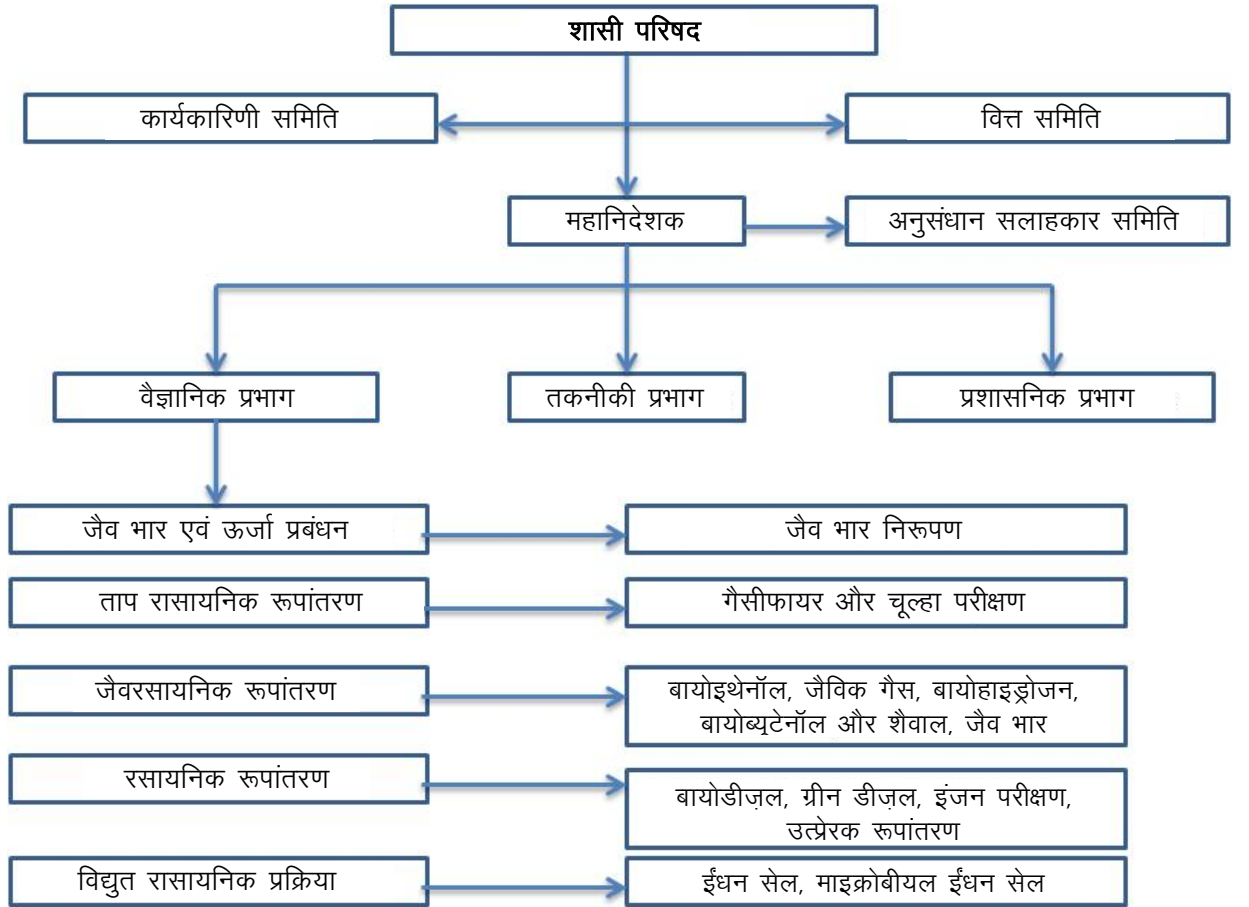 शासी परिषद
कार्यकारिणी समिति
वित्त समिति
महानिदेशक
अनुसंधान सलाहकार समिति
वैज्ञानिक प्रभाग
तकनीकी प्रभाग
प्रशासनिक प्रभाग
जैव भार एवं ऊर्जा प्रबंधन
जैव भार निरूपण
ताप रासायनिक रूपांतरण
गैसीफायर और चूल्हा परीक्षण
जैवरसायनिक रूपांतरण
बायोइथेनॉल, जैविक गैस, बायोहाइड्रोजन,
बायोब्यूटेनॉल और शैवाल, जैव भार
रसायनिक रूपांतरण
बायोडीज़ल, ग्रीन डीज़ल, इंजन परीक्षण,
उत्प्रेरक रूपांतरण
विद्युत रासायनिक प्रक्रिया
ईंधन सेल, माइक्रोबीयल ईंधन सेल